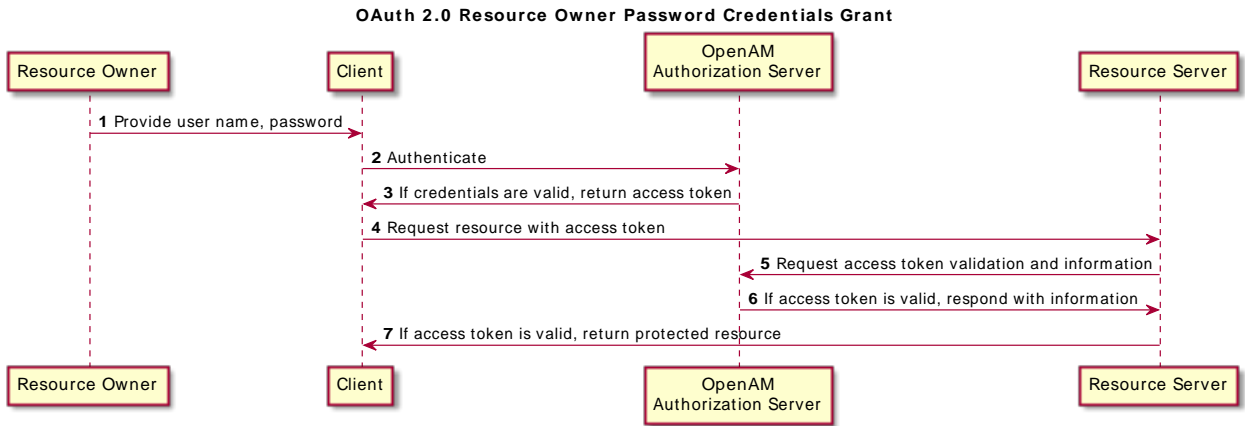 OAuth 2.0 Resource Owner Password Credentials Grant
Resource Owner
Client
OpenAM
Authorization Server
Resource Server
1 Provide user name, password
2 Authenticate
3 If credentials are valid, return access token
4 Request resource with access token
5 Request access token validation and information
6 If access token is valid, respond with information
7 If access token is valid, return protected resource
Resource Owner
Client
OpenAM
Authorization Server
Resource Server